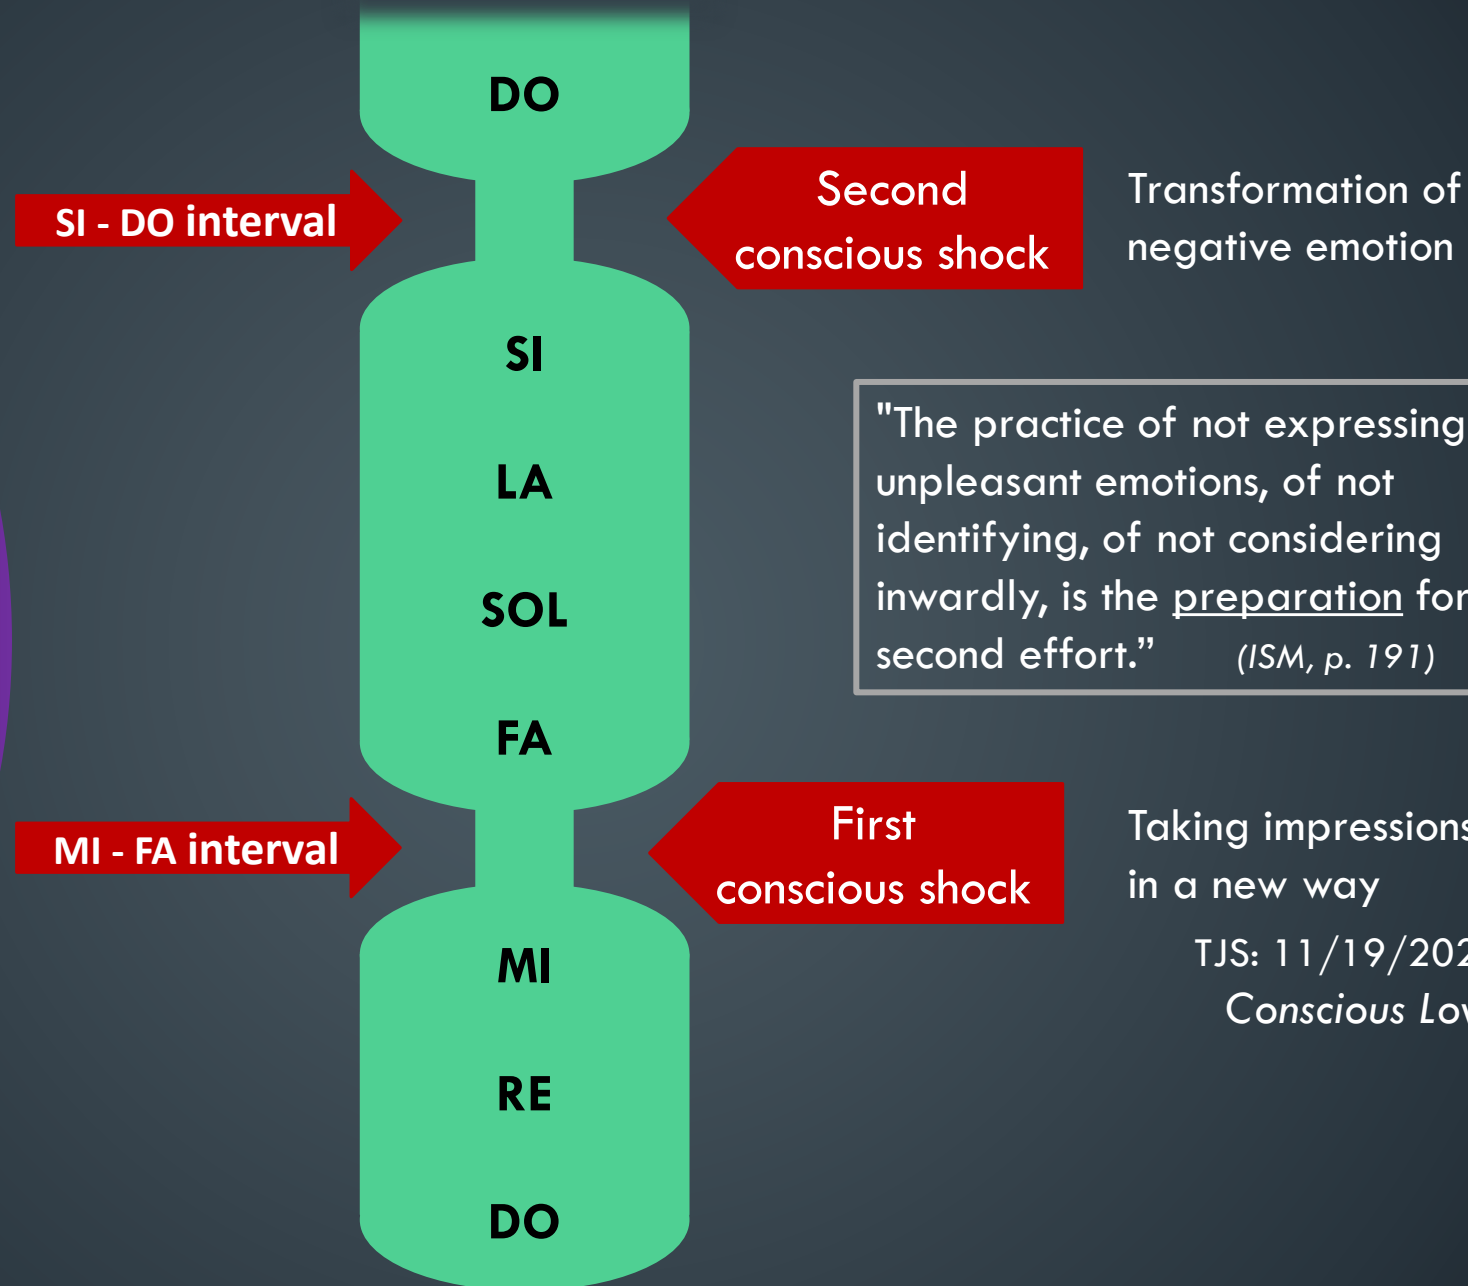 DO
SI - DO interval
Second
conscious shock
Transformation of
negative emotion
SI
"The practice of not expressing
unpleasant emotions, of not
identifying, of not considering
inwardly, is the preparation for
second effort.” (ISM, p. 191)
LA
SOL
FA
MI - FA interval
First
conscious shock
Taking impressions
in a new way
TJS: 11/19/202
Conscious
MI
RE
DO